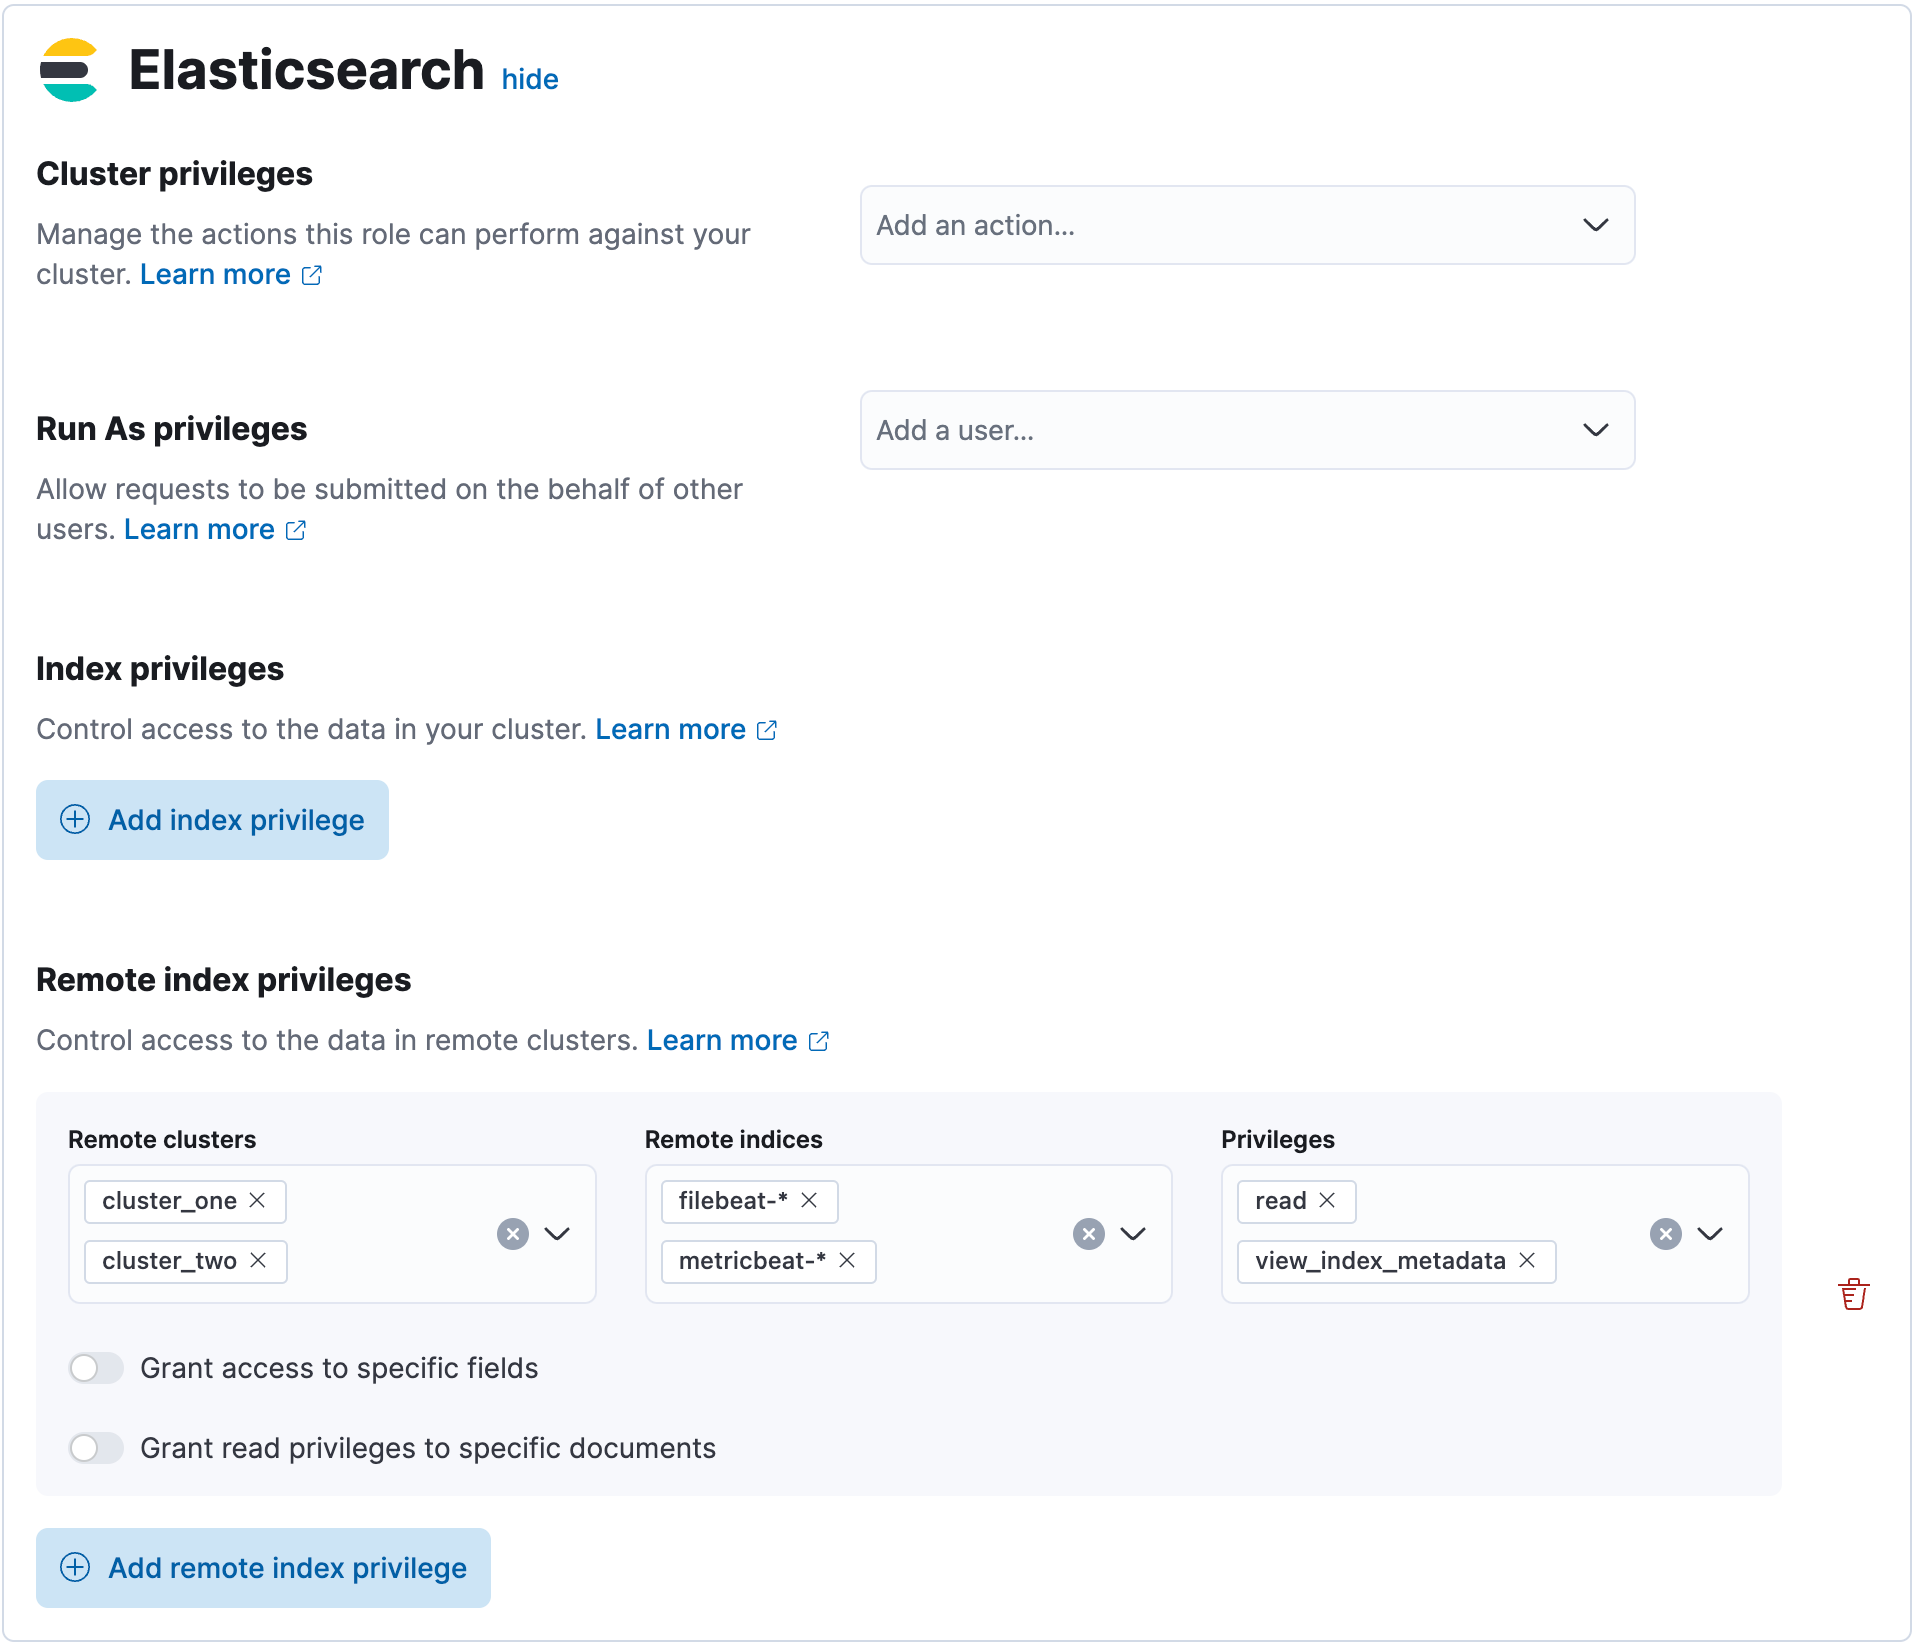 Elasticsearch hide
Cluster privileges
Manage the actions this role can perform against your
cluster. Learn more
Add an action...
Run As privileges
Allow requests to be submitted on the behalf of other
users. Learn more
Add a user...
Index privileges
Control access to the data in your cluster. Learn more
Add index privilege
Remote index privileges
Control access to the data in remote clusters. Learn more
Remote clusters
cluster_one
cluster_two
Remote indices
filebeat-*
metricbeat-*
Privileges
read
view_index_metadata
Grant access to specific fields
Grant read privileges to specific documents
Add remote index privilege